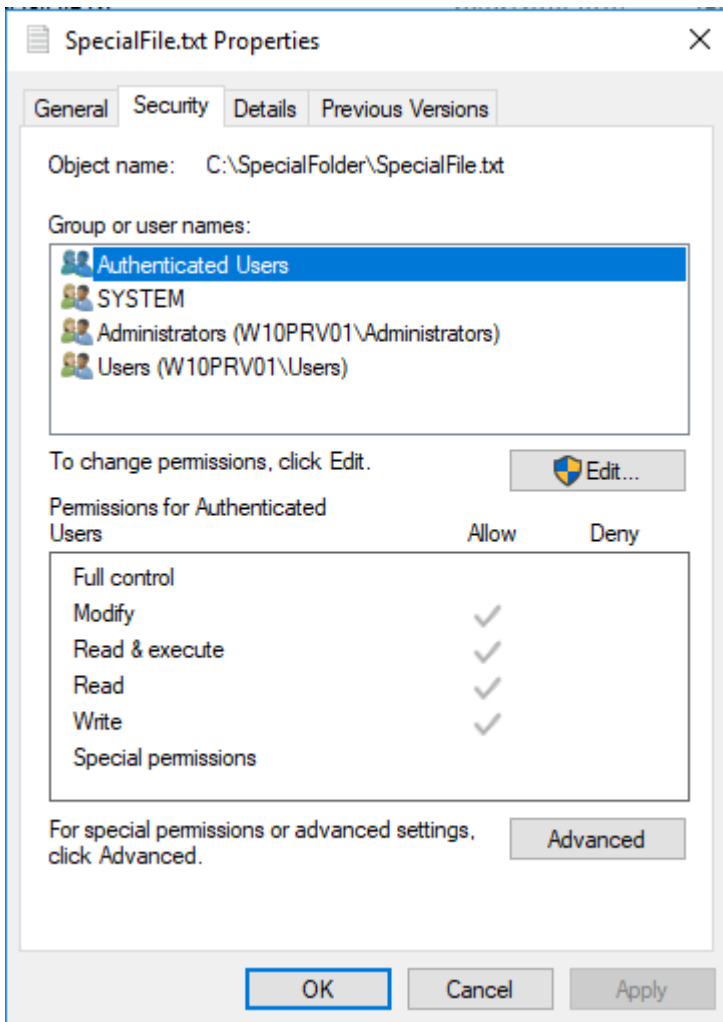 SpecialFile.txt Properties
General Security Details Previous Versions
Object name: C:\SpecialFolder\SpecialFile.txt
Group or user names:
Authenticated Users
SYSTEM
Administrators (W10PRV01\Administrators)
Users (W10PRV01\Users)
To change permissions, click Edit.
Edit...
Permissions for Authenticated
Users Allow Deny
Full control
Modify
Read & execute
Read
Write
Special permissions
For special permissions or advanced settings,
click Advanced.
Advanced
OK Cancel Apply